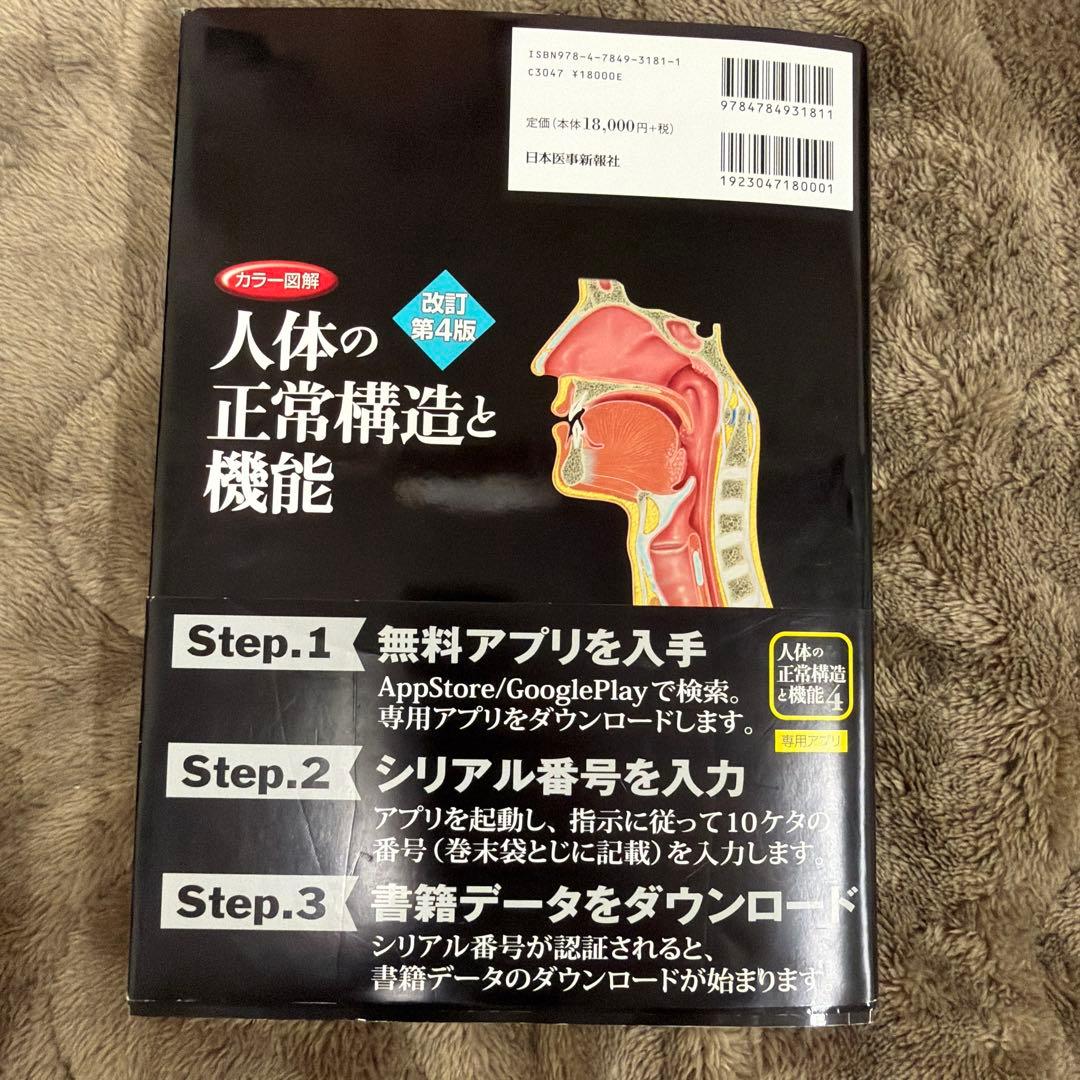 ISBN978-4-7849-3181-1
C3047 ¥18000E
定価(本体18,000円+税)
日本医事新報社
9784784931811
1923047180001
カラー図解
改訂
第4版
人体の
正常構造と
機能
Step.1
無料アプリを入手
AppStore/GooglePlayで検索。
専用アプリをダウンロードします。
人体の
正常構造
と機能4
専用アプリ
Step.2
シリアル番号を入力
アプリを起動し、指示に従って10ケタの
番号(巻末袋とじに記載)を入力します。
Step.3
書籍データをダウンロード
シリアル番号が認証されると、
書籍データのダウンロードが始まります。